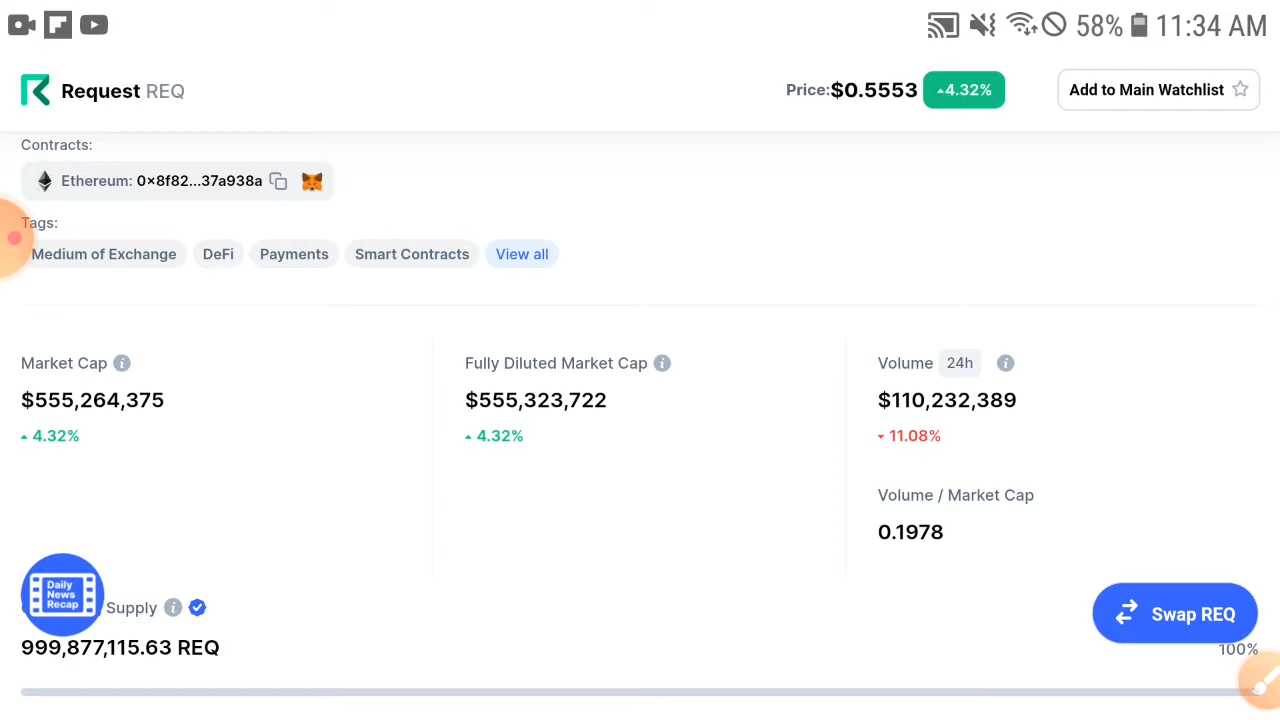 58% 11:34 AM
Request REQ
Price:$0.5553 4.32%
Add to Main Watchlist
Contracts:
Ethereum: 0x8f82...37a938a
Tags:
Medium of Exchange DeFi Payments Smart Contracts View all
Market Cap
$555,264,375
4.32%
Fully Diluted Market Cap
$555,323,722
4.32%
Volume 24h
$110,232,389
11.08%
Volume / Market Cap
0.1978
Daily
News
Recap
Supply
999,877,115.63 REQ
Swap REQ
100%